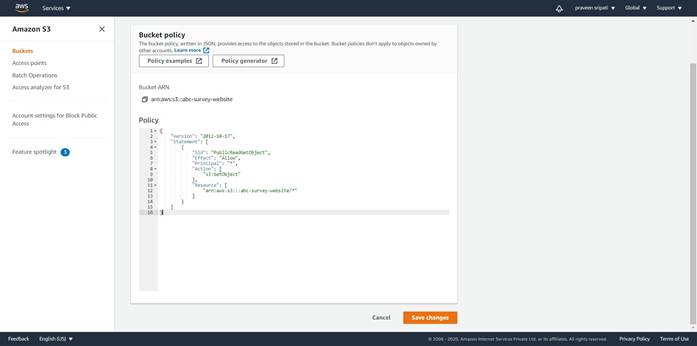 aws
Services ▼
praveen sripati ▼
Global ▼
Support ▼
Amazon S3
Buckets
Access points
Batch Operations
Access analyzer for S3
Account settings for Block Public
Access
Feature spotlight 3
Bucket policy
The bucket policy, written in JSON, provides access to the objects stored in the bucket. Bucket policies don't apply to objects owned by
other accounts. Learn more
Policy examples
Policy generator
Bucket ARN
arn:aws:s3:::abc-survey-website
Policy
1 {
2 "Version": "2012-10-17",
3 "Statement": [
4 {
5 "Sid": "PublicReadGetObject",
6 "Effect": "Allow",
7 "Principal": "*",
8 "Action": [
9 "s3:GetObject"
10 ],
11 "Resource": [
12 "arn:aws:s3:::abc-survey-website/*"
13 ]
14 }
15 ]
16 }
Cancel
Save changes
Feedback
English (US) ▼
© 2008 - 2021, Amazon Internet Services Private Ltd. or its affiliates. All rights reserved.
Privacy Policy
Terms of Use